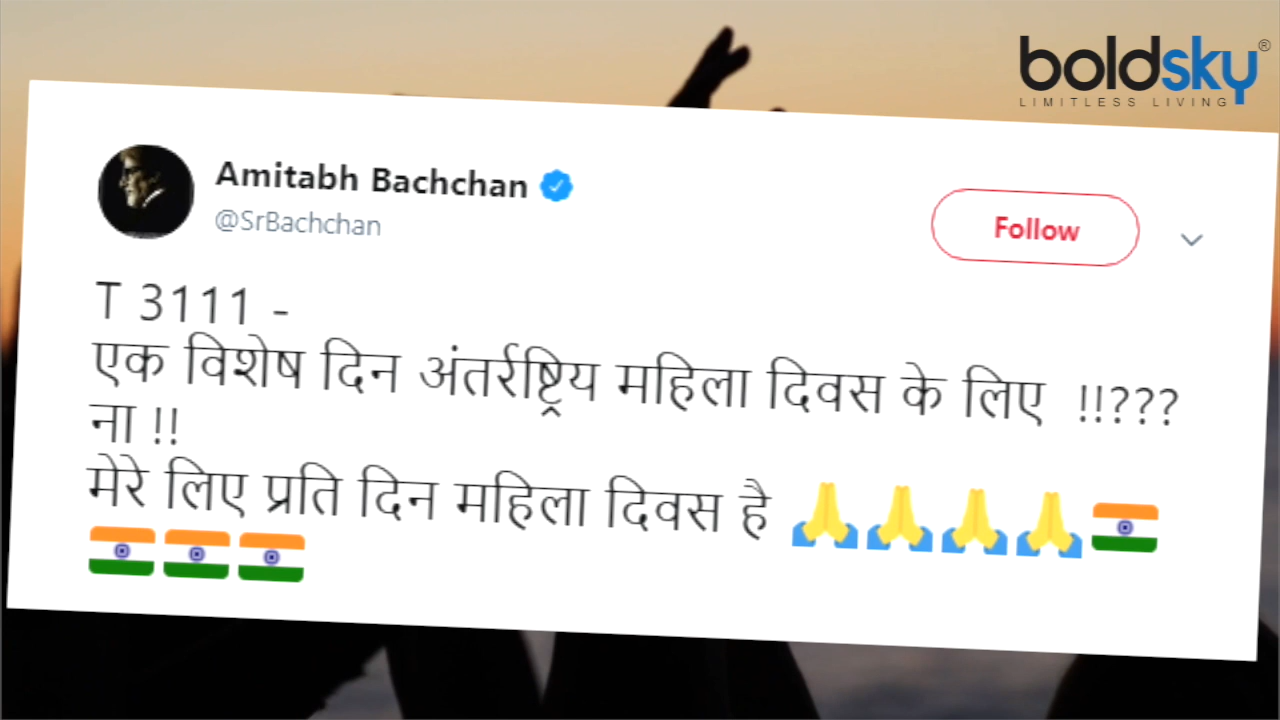 boldsky®
LIMITLESS LIVING
Amitabh Bachchan
@SrBachchan
Follow
T 3111 -
एक विशेष दिन अंतर्रष्ट्रिय महिला दिवस के लिए !!???
ना !!
मेरे लिए प्रति दिन महिला दिवस है 🙏🙏🙏🙏🇮🇳
🇮🇳🇮🇳🇮🇳